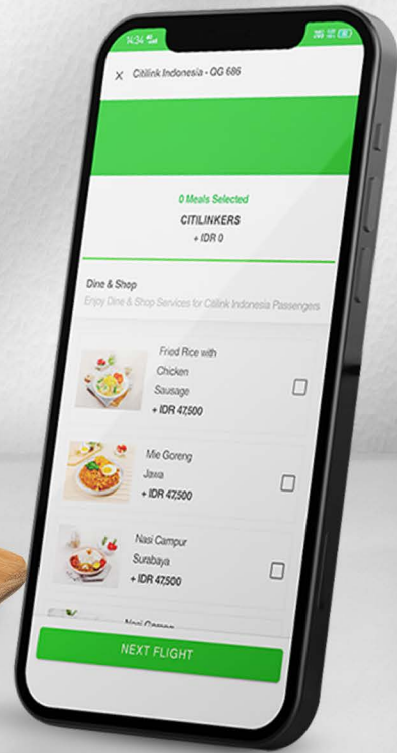 14:34
Citilink Indonesia - QG 686
0 Meals Selected
CITILINKERS
+ IDR 0
Dine & Shop
Enjoy Dine & Shop Services for Citilink Indonesia Passengers
Fried Rice with
Chicken
Sausage
+ IDR 47,500
Mie Goreng
Jawa
+ IDR 47,500
Nasi Campur
Surabaya
+ IDR 47,500
Nasi Goreng
NEXT FLIGHT